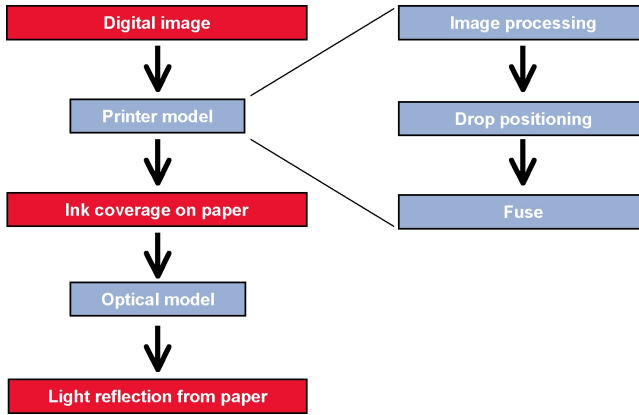 Digital image
Printer model
Ink coverage on paper
Optical model
Light reflection from paper
Image processing
Drop positioning
Fuse